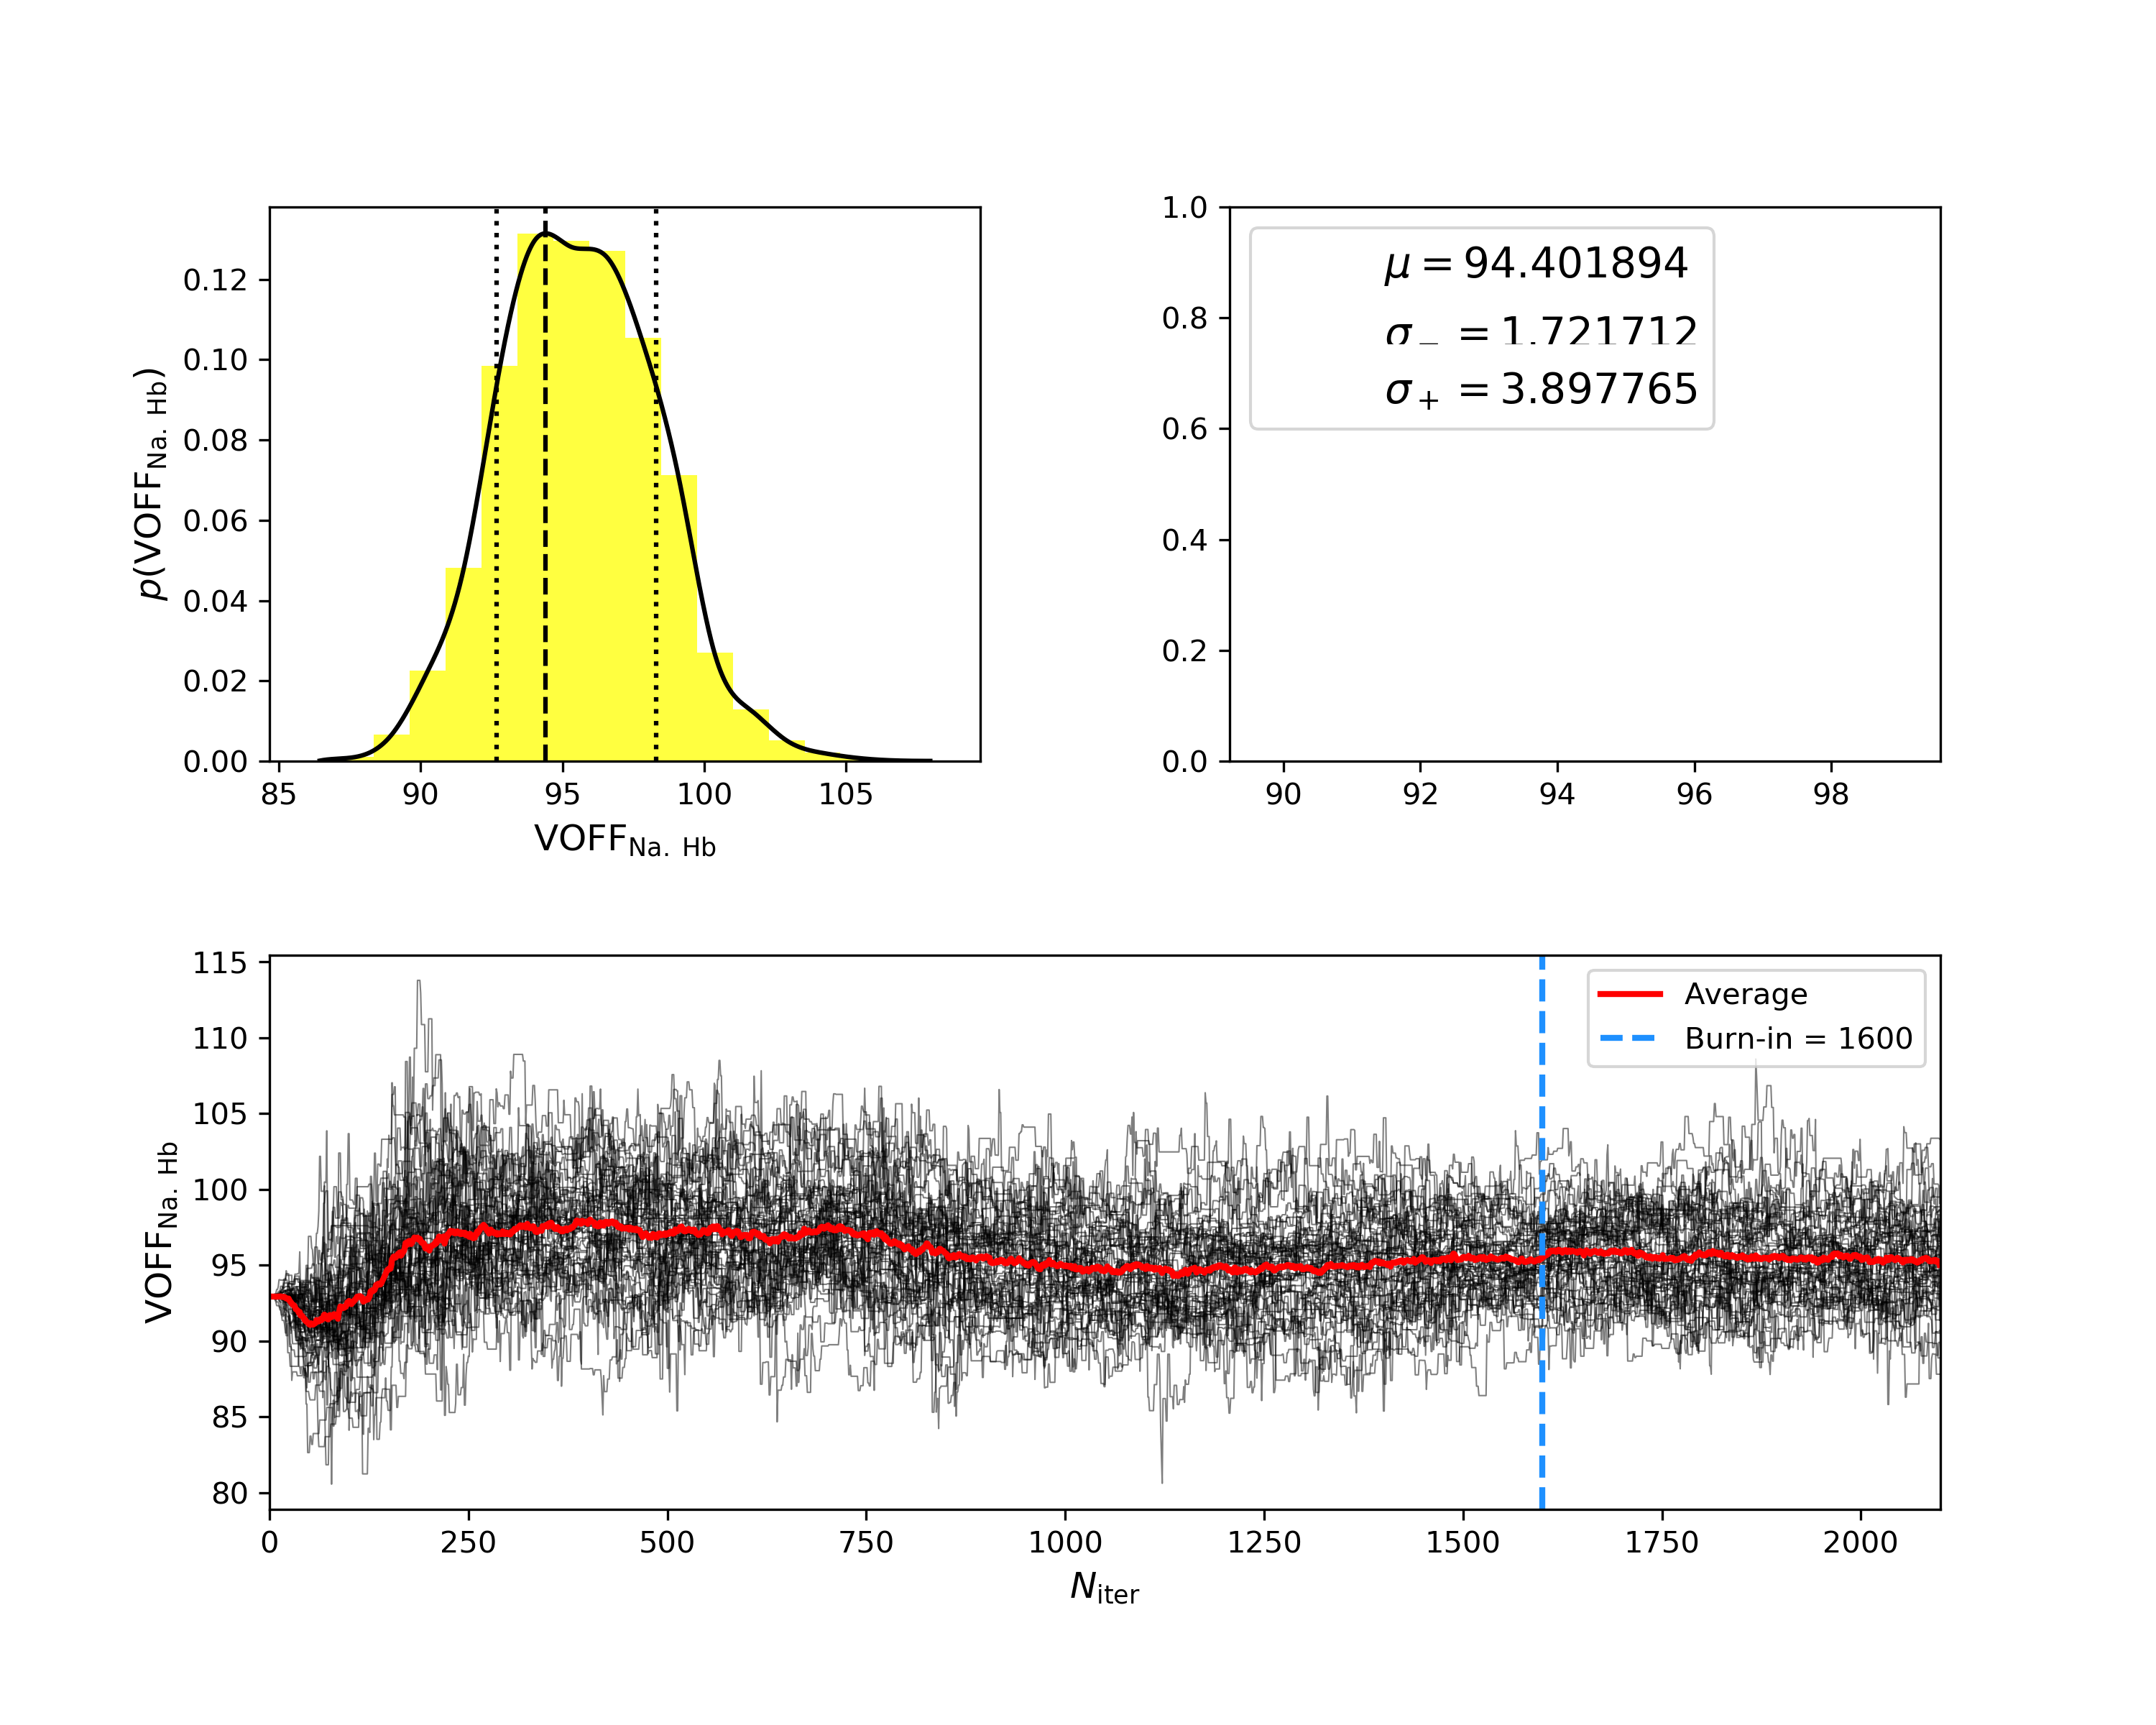 0.12
0.10
0.08
0.06
0.04
0.02
0.00
p(VOFF_Na. Hb)
85 90 95 100 105
VOFF_Na. Hb
1.0
0.8
0.6
0.4
0.2
0.0
μ = 94.401894
σ_− = 1.721712
σ_+ = 3.897765
90 92 94 96 98
115
110
105
100
95
90
85
80
VOFF_Na. Hb
Average
Burn-in = 1600
0 250 500 750 1000 1250 1500 1750 2000
N_iter